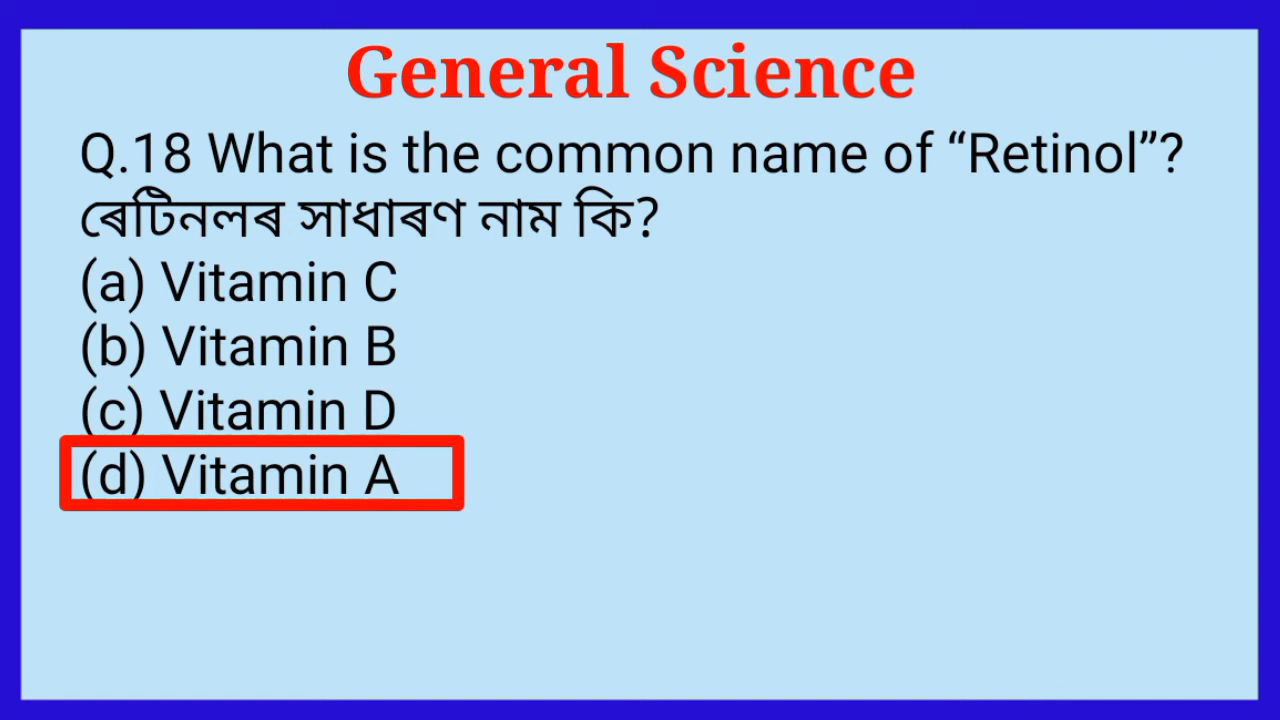 General Science
Q.18 What is the common name of “Retinol”?
ৰেটিনলৰ সাধাৰণ নাম কি?
(a) Vitamin C
(b) Vitamin B
(c) Vitamin D
(d) Vitamin A